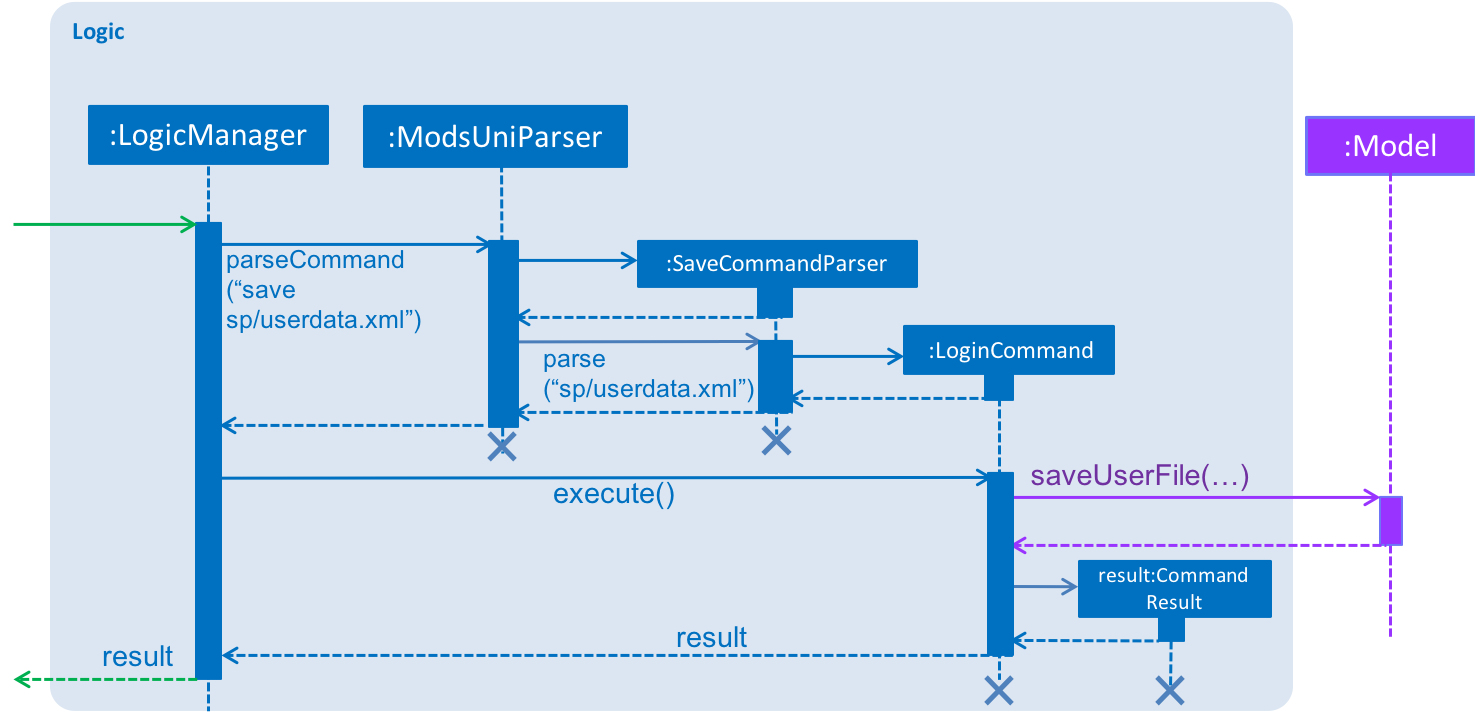 Logic
:LogicManager
:ModsUniParser
:Model
parseCommand
(“save
sp/userdata.xml”)
:SaveCommandParser
parse
(“sp/userdata.xml”)
:LoginCommand
execute()
saveUserFile(…)
result:Command
Result
result
result